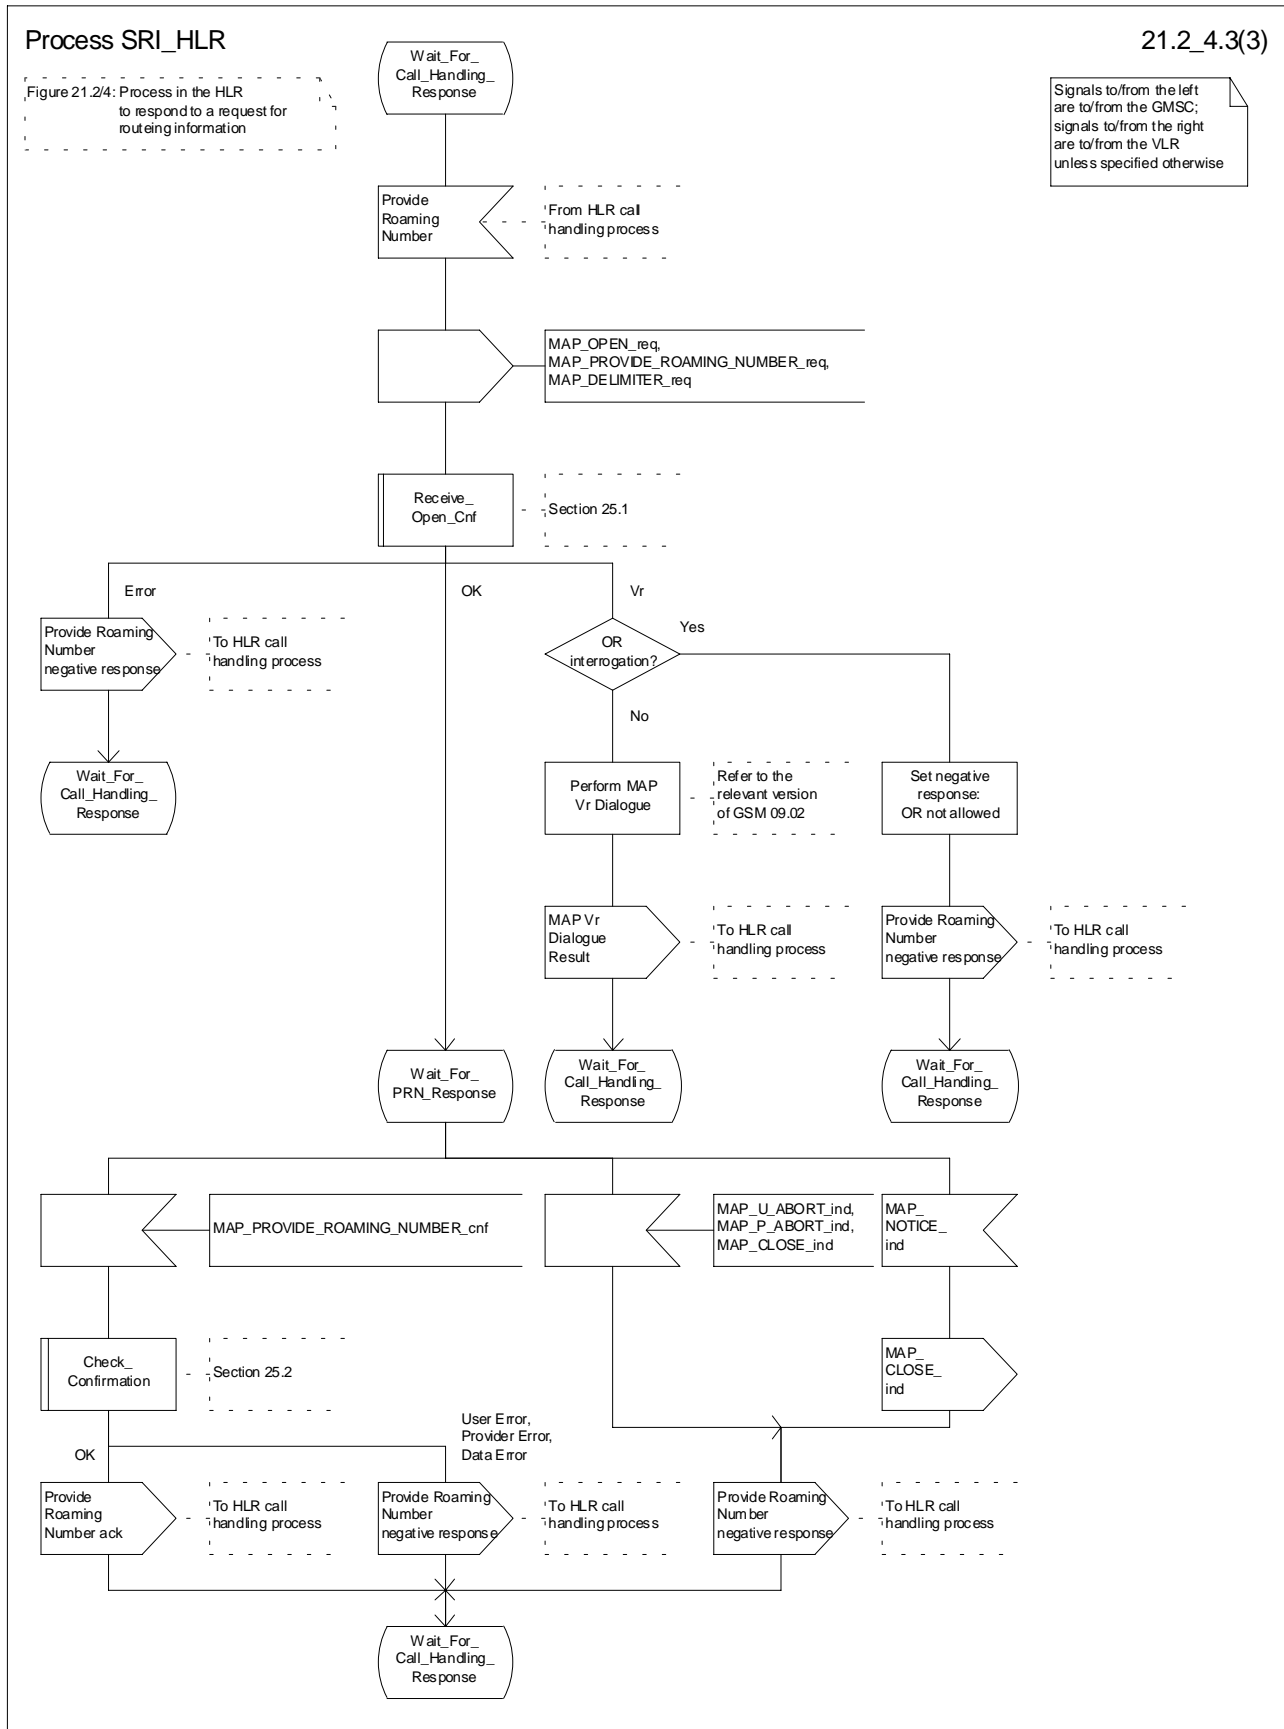 Process SRI_HLR
21.2_4.3(3)
Figure 21.2/4: Process in the HLR
to respond to a request for
routeing information
Signals to/from the left
are to/from the GMSC;
signals to/from the right
are to/from the VLR
unless specified otherwise
Wait_For_
Call_Handling_
Response
Provide
Roaming
Number
From HLR call
handling process
MAP_OPEN_req,
MAP_PROVIDE_ROAMING_NUMBER_req,
MAP_DELIMITER_req
Receive_
Open_Cnf
Section 25.1
Error
OK
Vr
Provide Roaming
Number
negative response
To HLR call
handling process
OR
interrogation?
Yes
No
Wait_For_
Call_Handling_
Response
Perform MAP
Vr Dialogue
Refer to the
relevant version
of GSM 09.02
Set negative
response:
OR not allowed
MAP Vr
Dialogue
Result
To HLR call
handling process
Provide Roaming
Number
negative response
To HLR call
handling process
Wait_For_
PRN_Response
Wait_For_
Call_Handling_
Response
Wait_For_
Call_Handling_
Response
MAP_PROVIDE_ROAMING_NUMBER_cnf
MAP_U_ABORT_ind,
MAP_P_ABORT_ind,
MAP_CLOSE_ind
MAP_
NOTICE_
ind
Check_
Confirmation
Section 25.2
MAP_
CLOSE_
ind
OK
User Error,
Provider Error,
Data Error
Provide
Roaming
Number ack
To HLR call
handling process
Provide Roaming
Number
negative response
To HLR call
handling process
Provide Roaming
Number
negative response
To HLR call
handling process
Wait_For_
Call_Handling_
Response